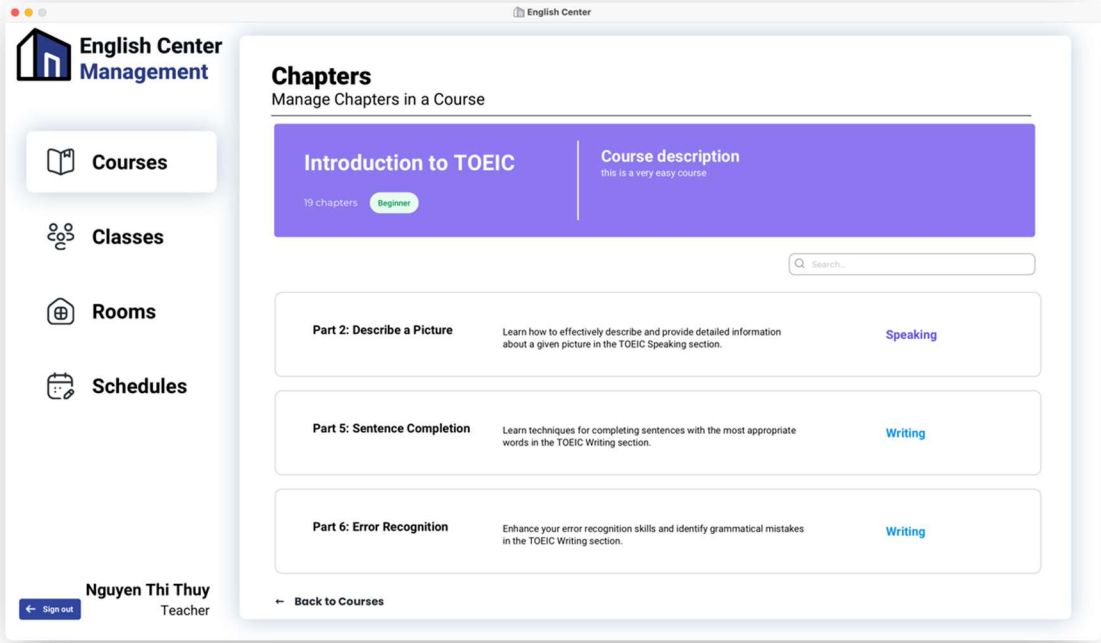 English Center
English Center
Management
Courses
Classes
Rooms
Schedules
Nguyen Thi Thuy
Teacher
Sign out
Chapters
Manage Chapters in a Course
Introduction to TOEIC
19 chapters
Beginner
Course description
this is a very easy course
Search...
Part 2: Describe a Picture
Learn how to effectively describe and provide detailed information
about a given picture in the TOEIC Speaking section.
Speaking
Part 5: Sentence Completion
Learn techniques for completing sentences with the most appropriate
words in the TOEIC Writing section.
Writing
Part 6: Error Recognition
Enhance your error recognition skills and identify grammatical mistakes
in the TOEIC Writing section.
Writing
Back to Courses